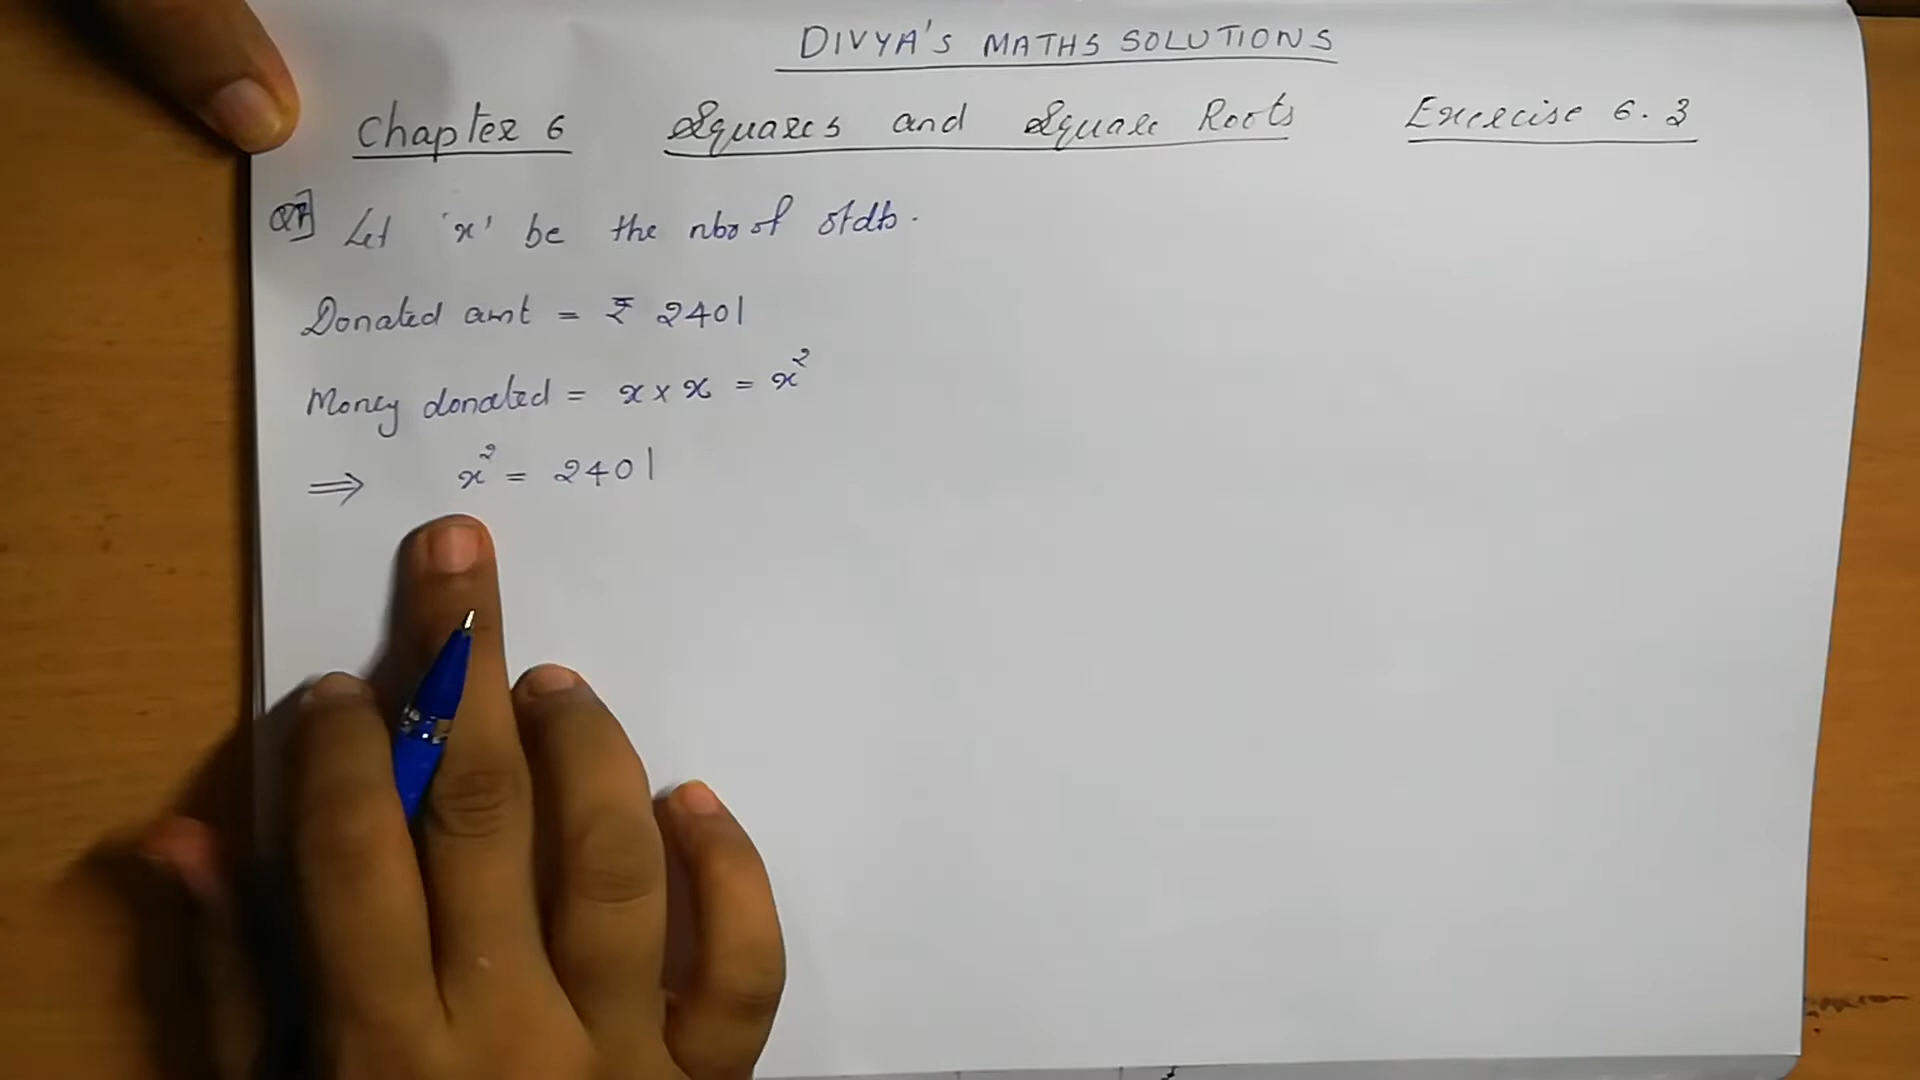 DIVYA'S MATHS SOLUTIONS
Chapter 6 Squares and Square Roots Exercise 6.3
Q7] Let 'x' be the nbr of stdts.
Donated amt = ₹ 2401
Money donated = x × x = x²
⇒ x² = 2401